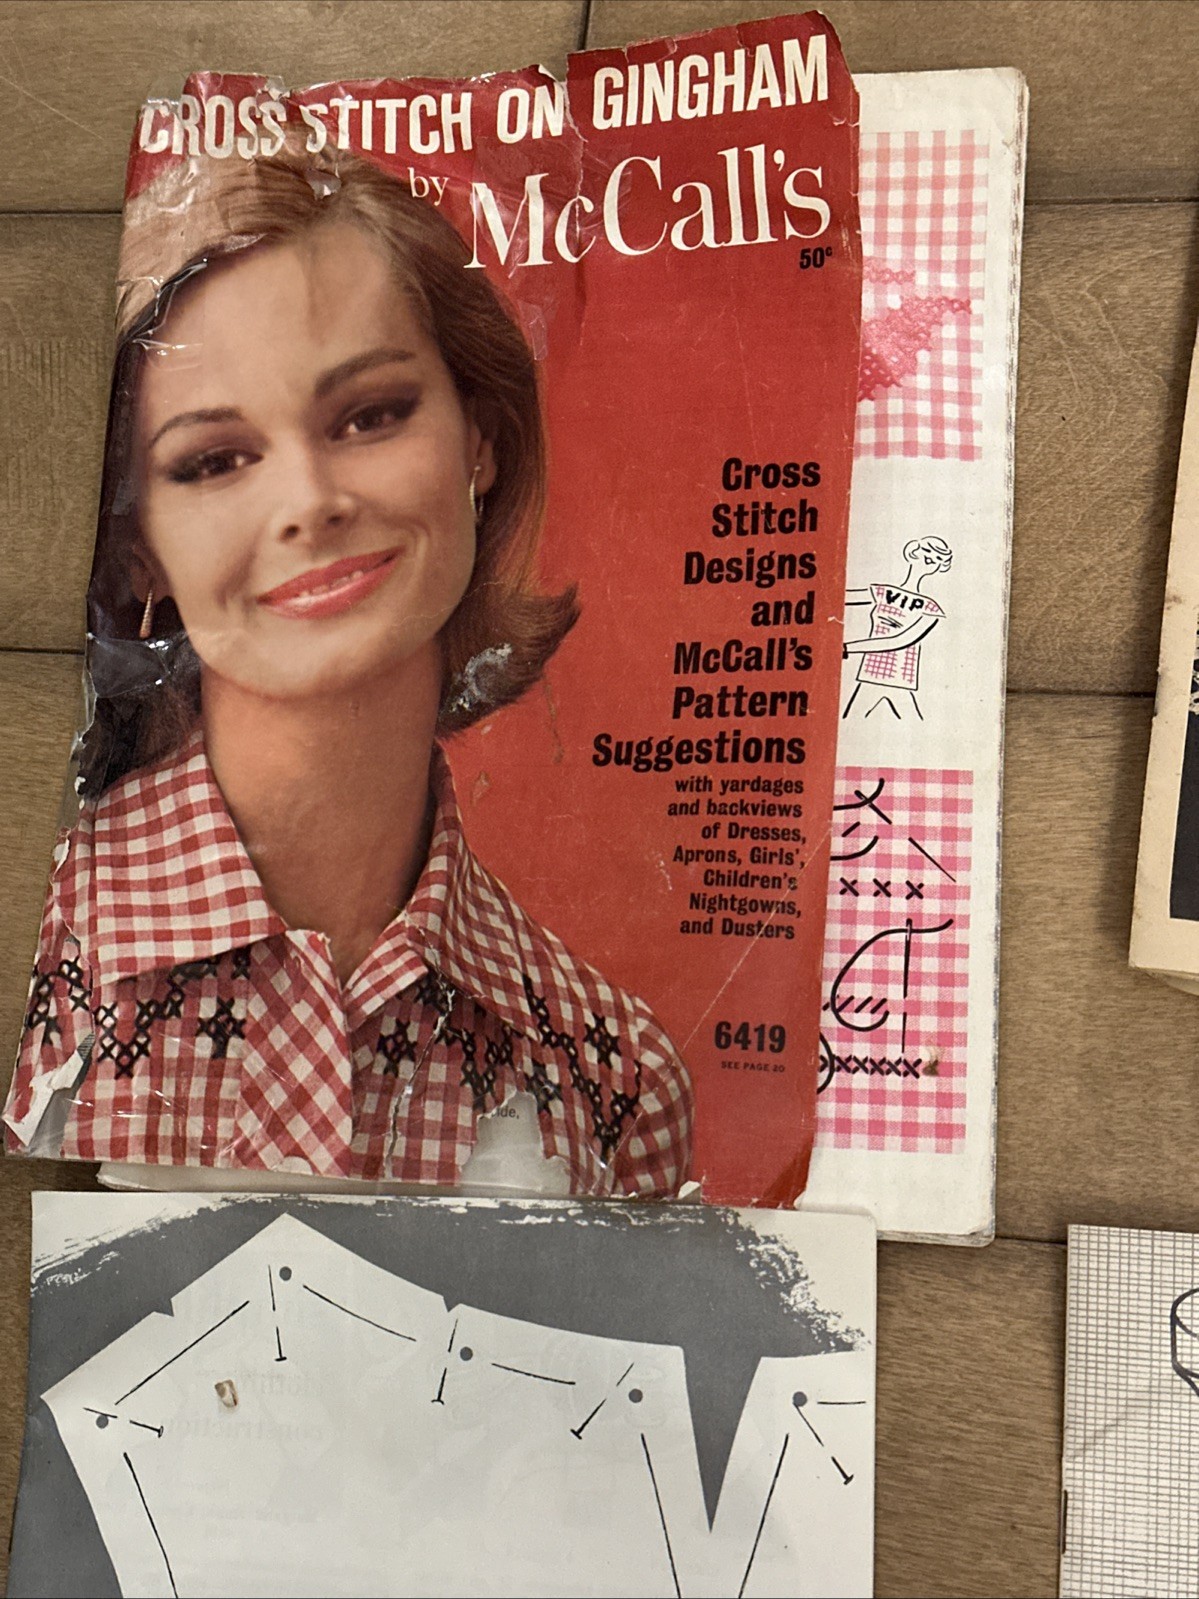 CROSS STITCH ON GINGHAM
by McCall's
50¢
Cross
Stitch
Designs
and
McCall's
Pattern
Suggestions
with yardages
and backviews
of Dresses,
Aprons, Girls',
Children's
Nightgowns,
and Dusters
6419
SEE PAGE 20
ide,
VIP